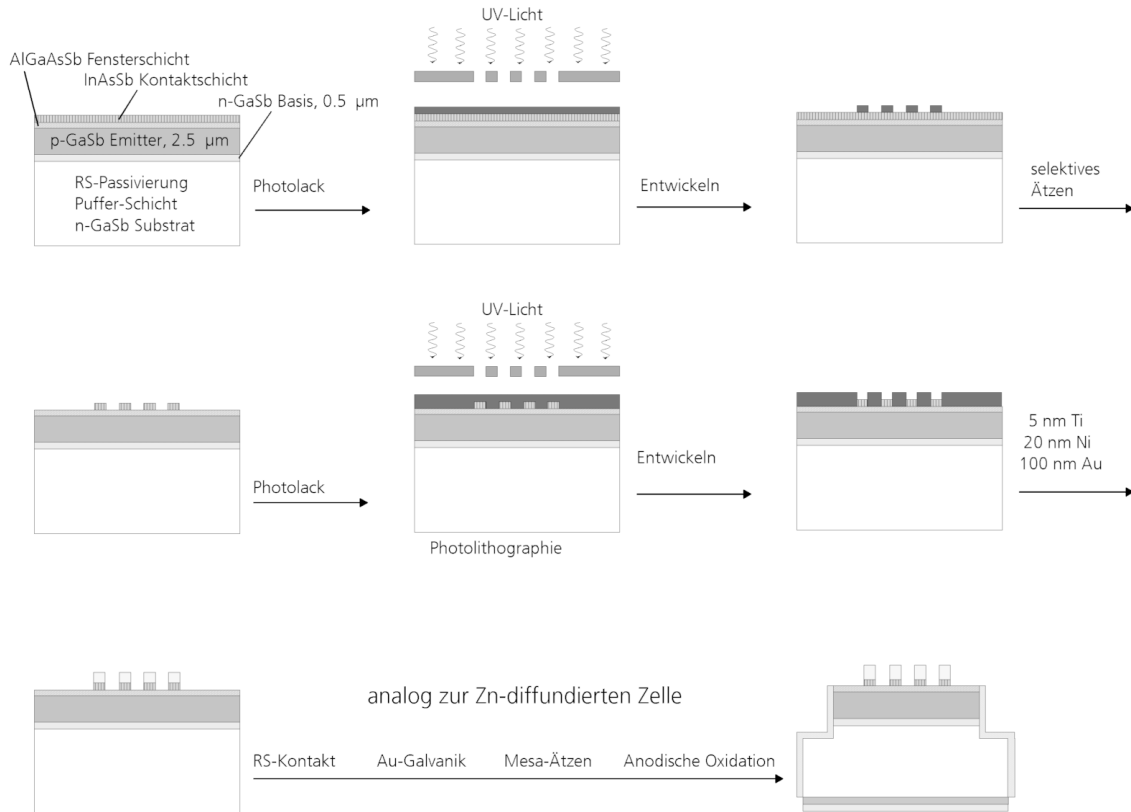 UV-Licht
AlGaAsSb Fensterschicht
InAsSb Kontaktschicht
n-GaSb Basis, 0.5 µm
p-GaSb Emitter, 2.5 µm
RS-Passivierung
Puffer-Schicht
n-GaSb Substrat
Photolack
Entwickeln
selektives
Ätzen
UV-Licht
Photolack
Photolithographie
Entwickeln
5 nm Ti
20 nm Ni
100 nm Au
analog zur Zn-diffundierten Zelle
RS-Kontakt Au-Galvanik Mesa-Ätzen Anodische Oxidation